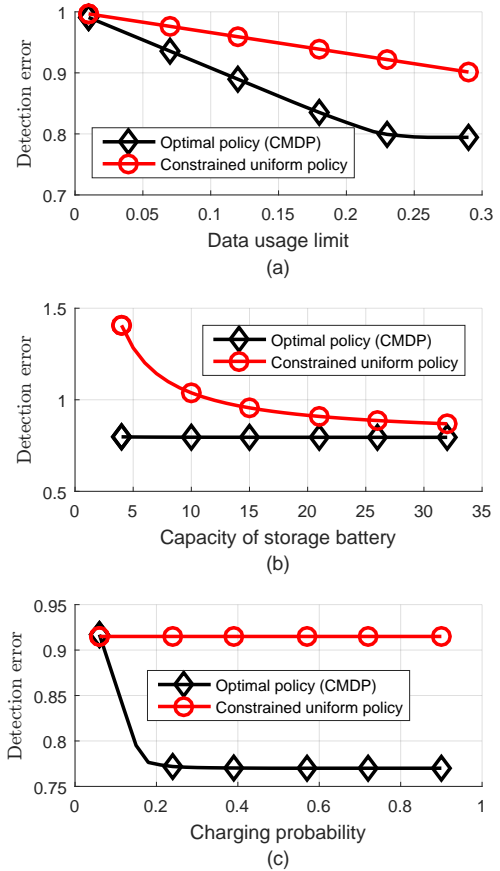 1
0.9
0.8
0.7
Detection error
Optimal policy (CMDP)
Constrained uniform policy
0 0.05 0.1 0.15 0.2 0.25 0.3
Data usage limit
(a)
1.5
1
0.5
Detection error
Optimal policy (CMDP)
Constrained uniform policy
0 5 10 15 20 25 30 35
Capacity of storage battery
(b)
0.95
0.9
0.85
0.8
0.75
Detection error
Optimal policy (CMDP)
Constrained uniform policy
0 0.2 0.4 0.6 0.8 1
Charging probability
(c)